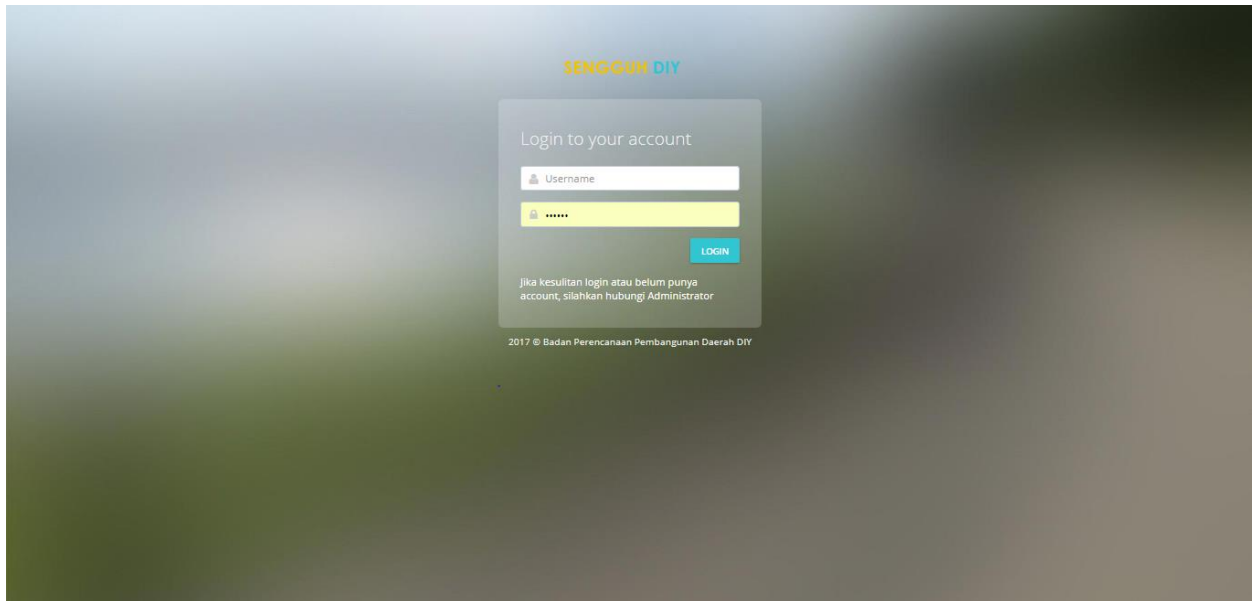 SENGGUH DIY
Login to your account
Username
••••••
LOGIN
Jika kesulitan login atau belum punya
account, silahkan hubungi Administrator
2017 © Badan Perencanaan Pembangunan Daerah DIY